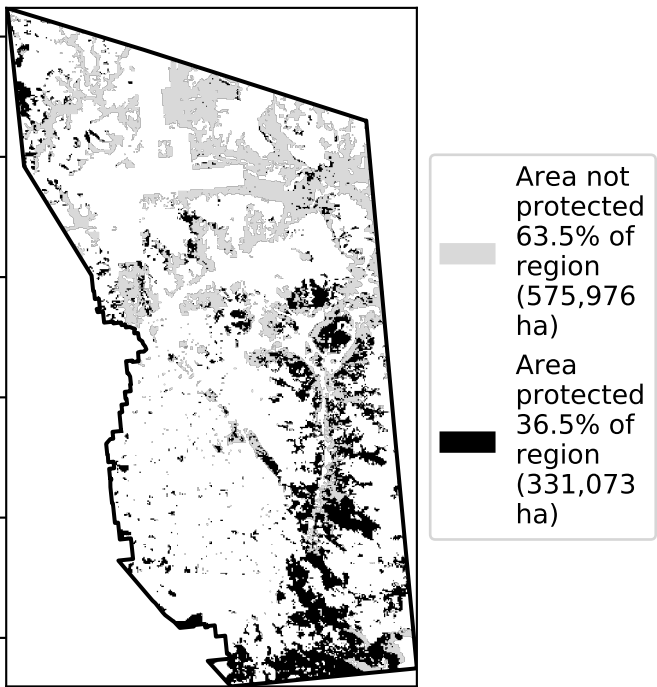 Area not
protected
63.5% of
region
(575,976
ha)
Area
protected
36.5% of
region
(331,073
ha)